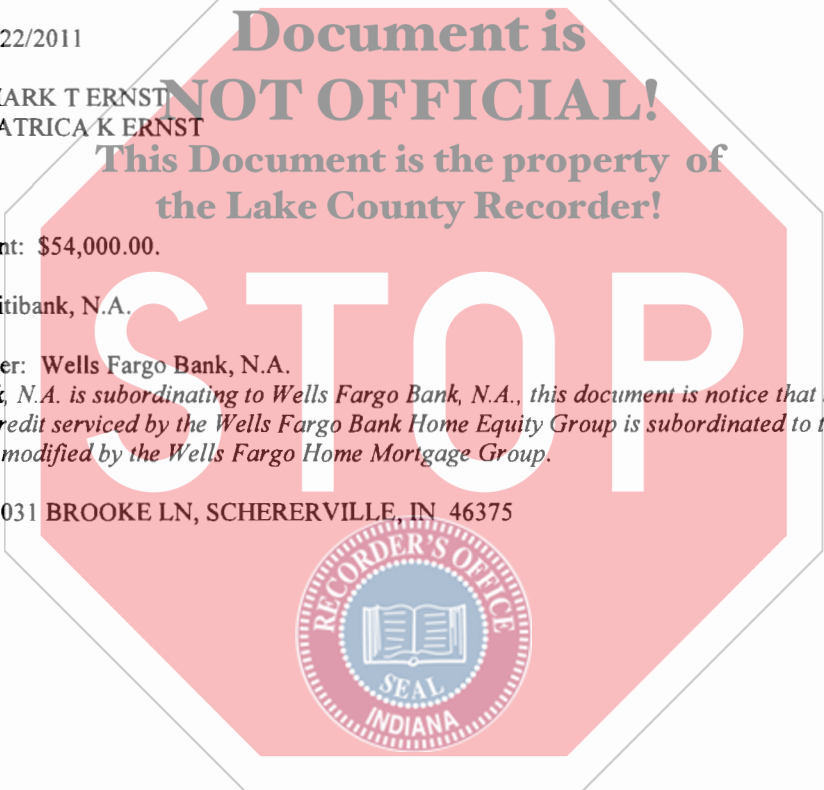 Document is
22/2011
NOT OFFICIAL!
ARK T ERNST
ATRICA K ERNST
This Document is the property of
the Lake County Recorder!
nt: $54,000.00.
STOP
itibank, N.A.
er: Wells Fargo Bank, N.A.
k, N.A. is subordinating to Wells Fargo Bank, N.A., this document is notice that
redit serviced by the Wells Fargo Bank Home Equity Group is subordinated to t
modified by the Wells Fargo Home Mortgage Group.
031 BROOKE LN, SCHERERVILLE, IN 46375
RECORDER'S OFFICE
SEAL
INDIANA